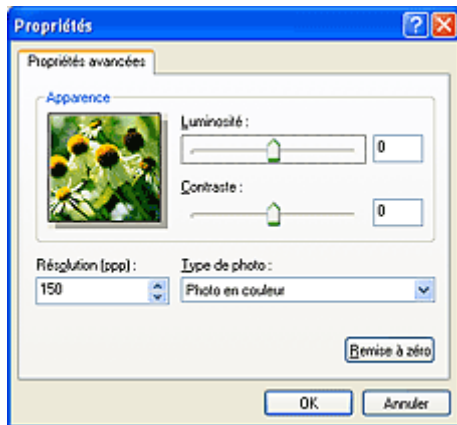 Propriétés
Propriétés avancées
Apparence
Luminosité :
0
Contraste :
0
Résolution (ppp) :
Type de photo :
150
Photo en couleur
Remise à zéro
OK
Annuler